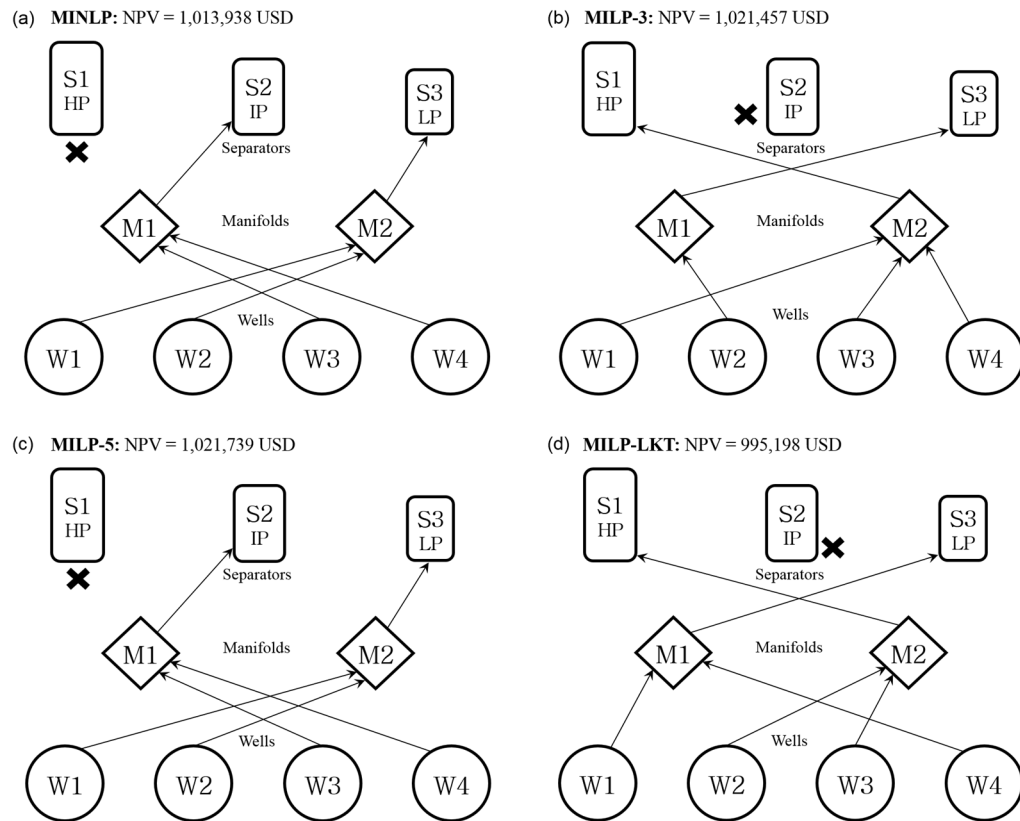 (a) MINLP: NPV = 1,013,938 USD
S1
HP
S2
IP
S3
LP
Separators
M1
Manifolds
M2
Wells
W1
W2
W3
W4
(b) MILP-3: NPV = 1,021,457 USD
S1
HP
S2
IP
S3
LP
Separators
M1
Manifolds
M2
Wells
W1
W2
W3
W4
(c) MILP-5: NPV = 1,021,739 USD
S1
HP
S2
IP
S3
LP
Separators
M1
Manifolds
M2
Wells
W1
W2
W3
W4
(d) MILP-LKT: NPV = 995,198 USD
S1
HP
S2
IP
S3
LP
Separators
M1
Manifolds
M2
Wells
W1
W2
W3
W4